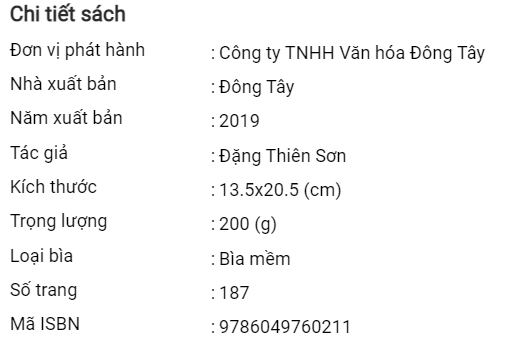 Chi tiết sách
Đơn vị phát hành : Công ty TNHH Văn hóa Đông Tây
Nhà xuất bản : Đông Tây
Năm xuất bản : 2019
Tác giả : Đặng Thiên Sơn
Kích thước : 13.5x20.5 (cm)
Trọng lượng : 200 (g)
Loại bìa : Bìa mềm
Số trang : 187
Mã ISBN : 9786049760211